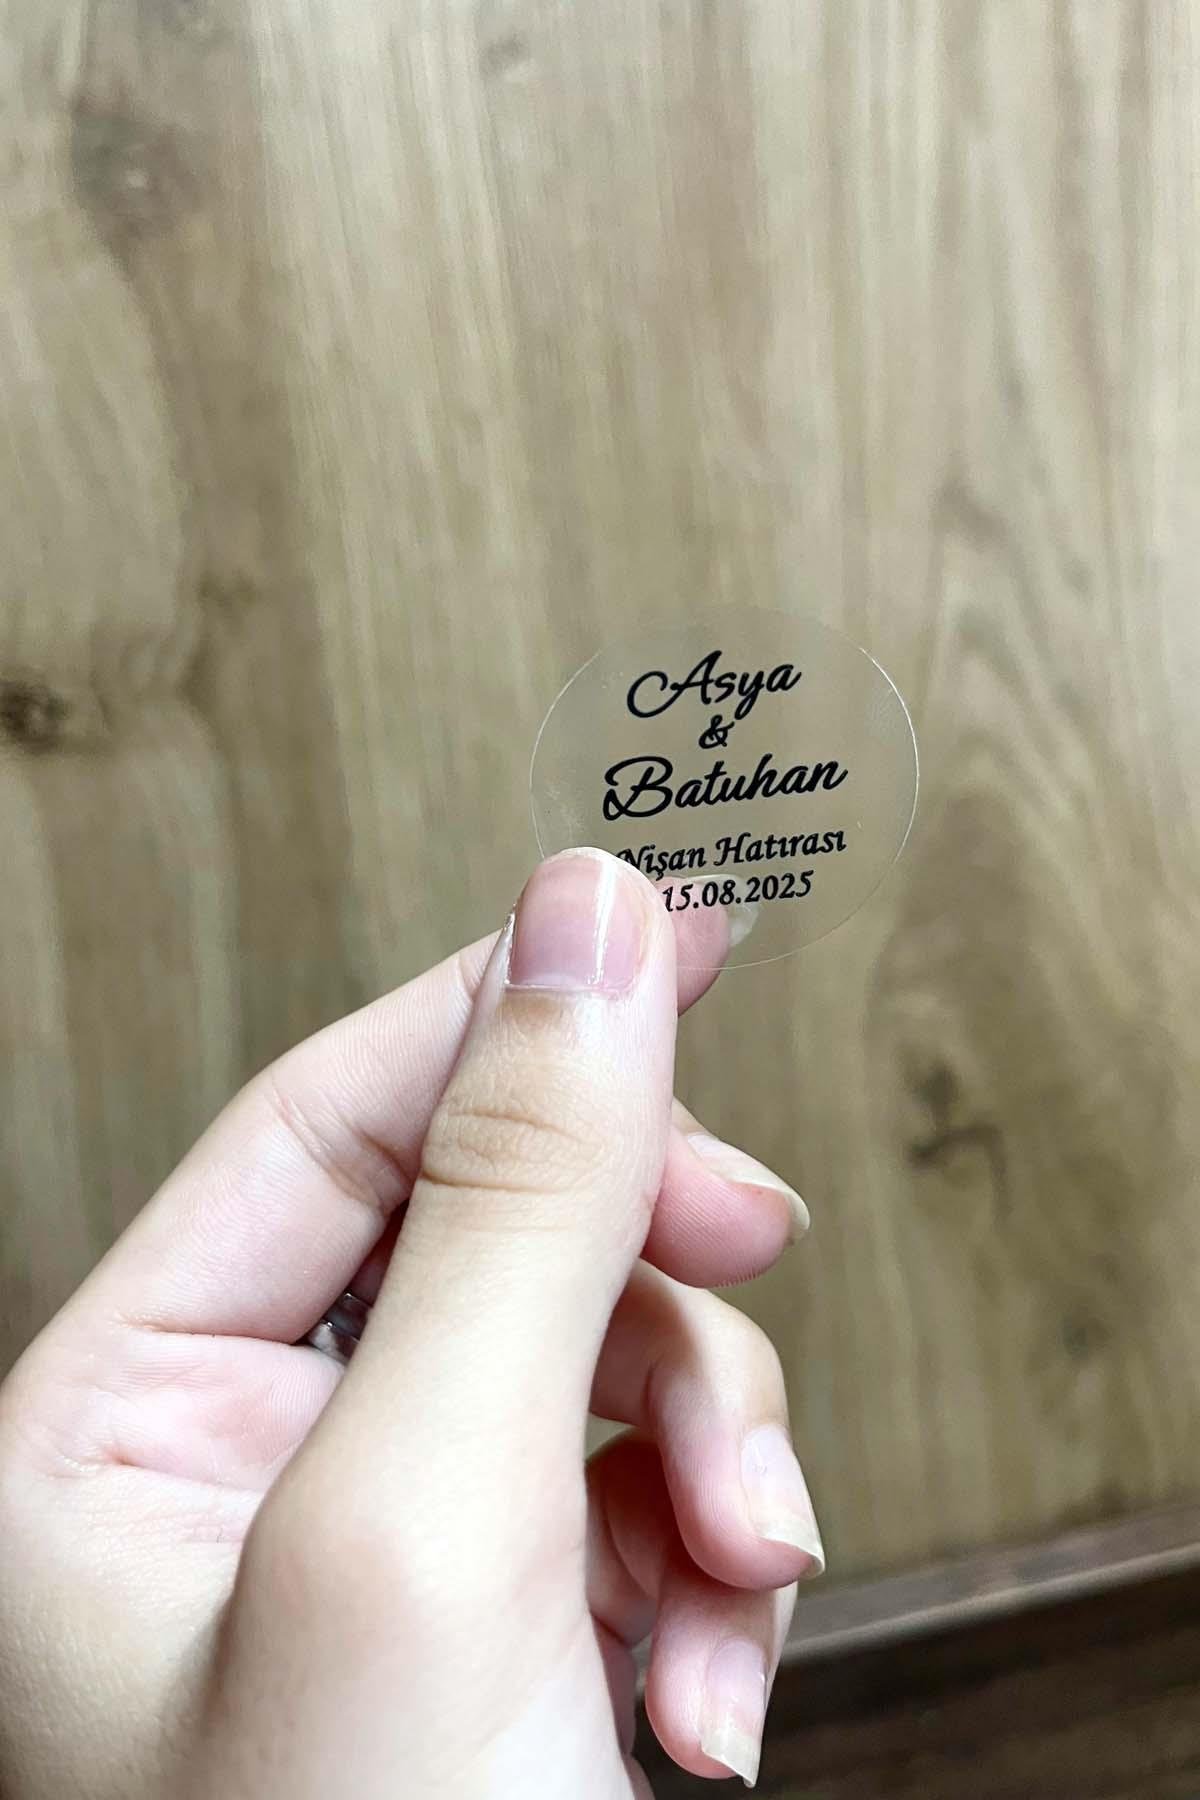 Asya
&
Batuhan
Nişan Hatırası
15.08.2025